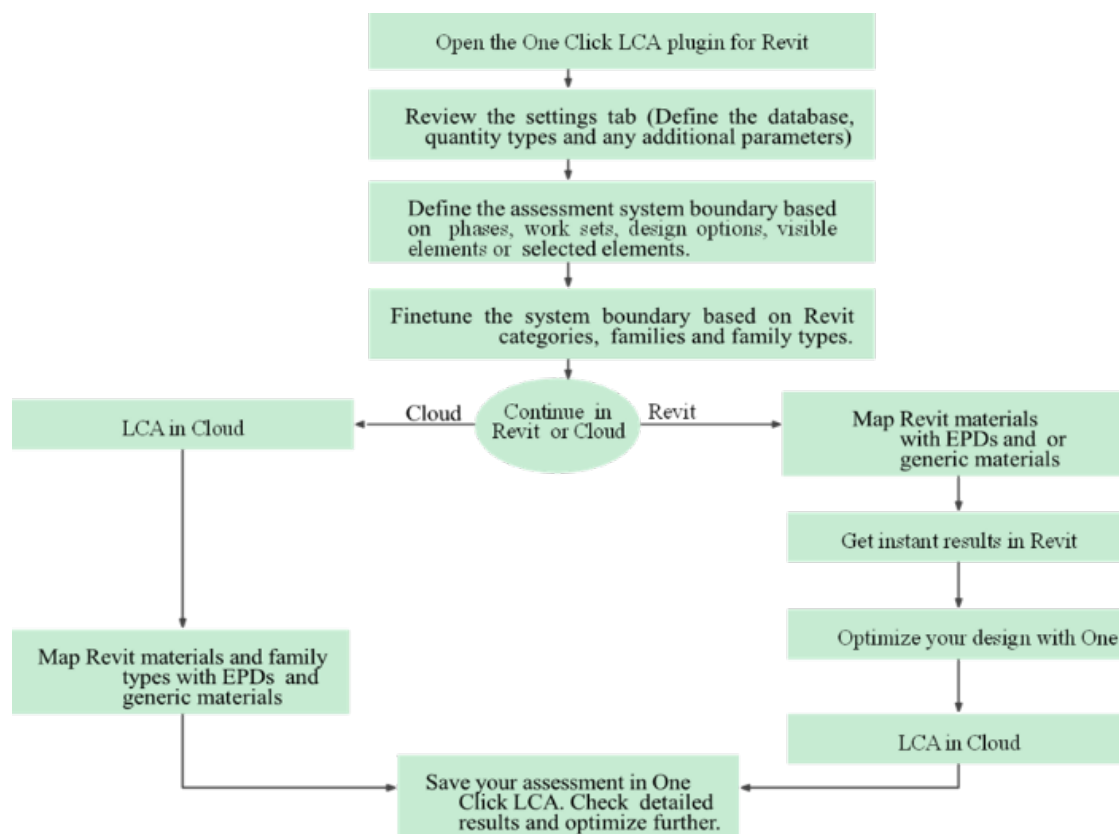 Open the One Click LCA plugin for Revit
Review the settings tab (Define the database,
quantity types and any additional parameters)
Define the assessment system boundary based
on phases, work sets, design options, visible
elements or selected elements.
Finetune the system boundary based on Revit
categories, families and family types.
Cloud
Continue in
Revit or Cloud
Revit
LCA in Cloud
Map Revit materials
with EPDs and or
generic materials
Get instant results in Revit
Optimize your design with One
Map Revit materials and family
types with EPDs and
generic materials
LCA in Cloud
Save your assessment in One
Click LCA. Check detailed
results and optimize further.